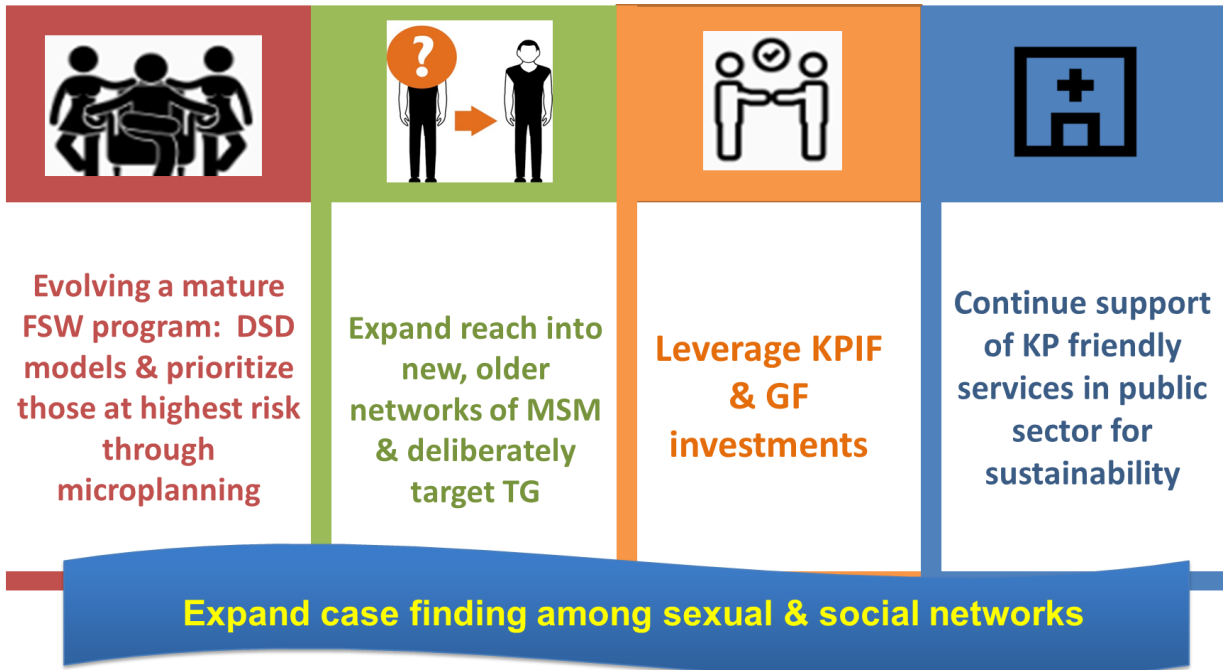 ?
Evolving a mature
FSW program:  DSD
models & prioritize
those at highest risk
through
microplanning
Expand reach into
new, older
networks of MSM
& deliberately
target TG
Leverage KPIF
& GF
investments
Continue support
of KP friendly
services in public
sector for
sustainability
Expand case finding among sexual & social networks